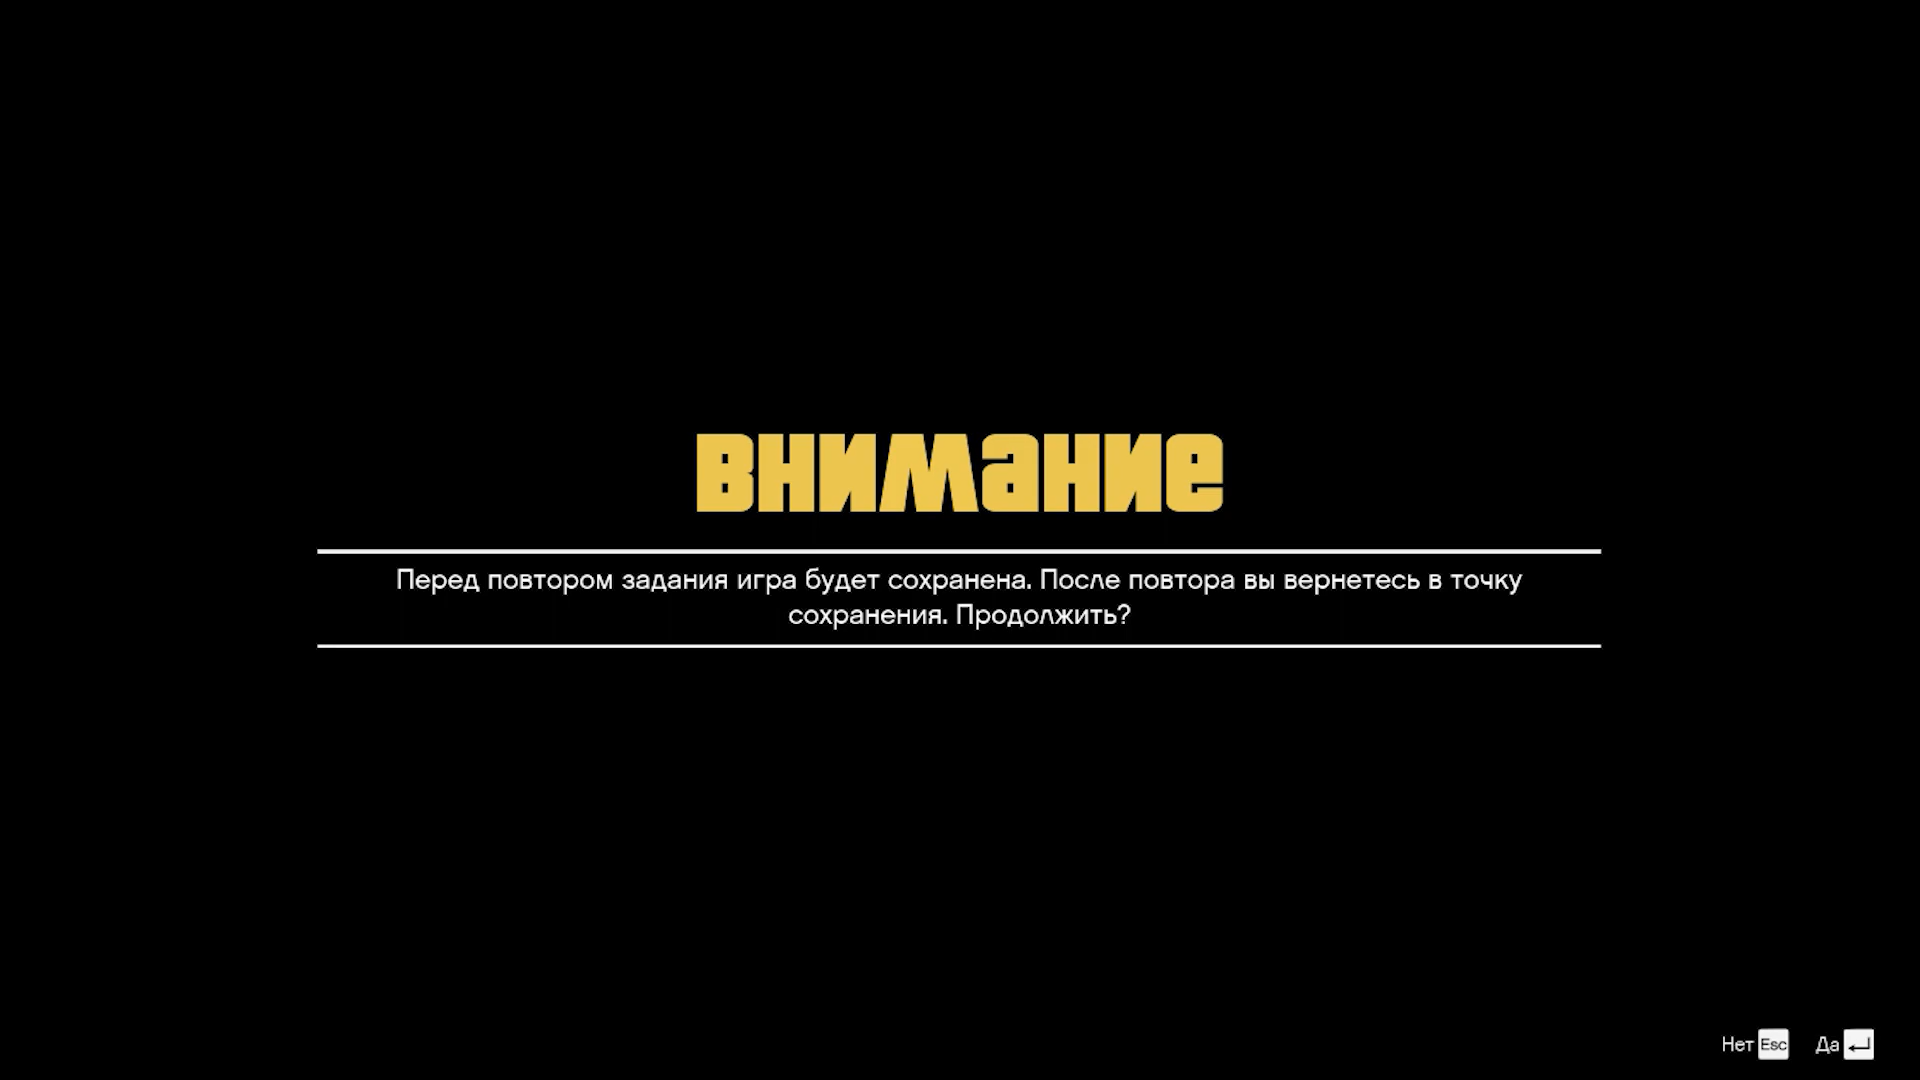 внимание
Перед повтором задания игра будет сохранена. После повтора вы вернетесь в точку
сохранения. Продолжить?
Нет Esc Да